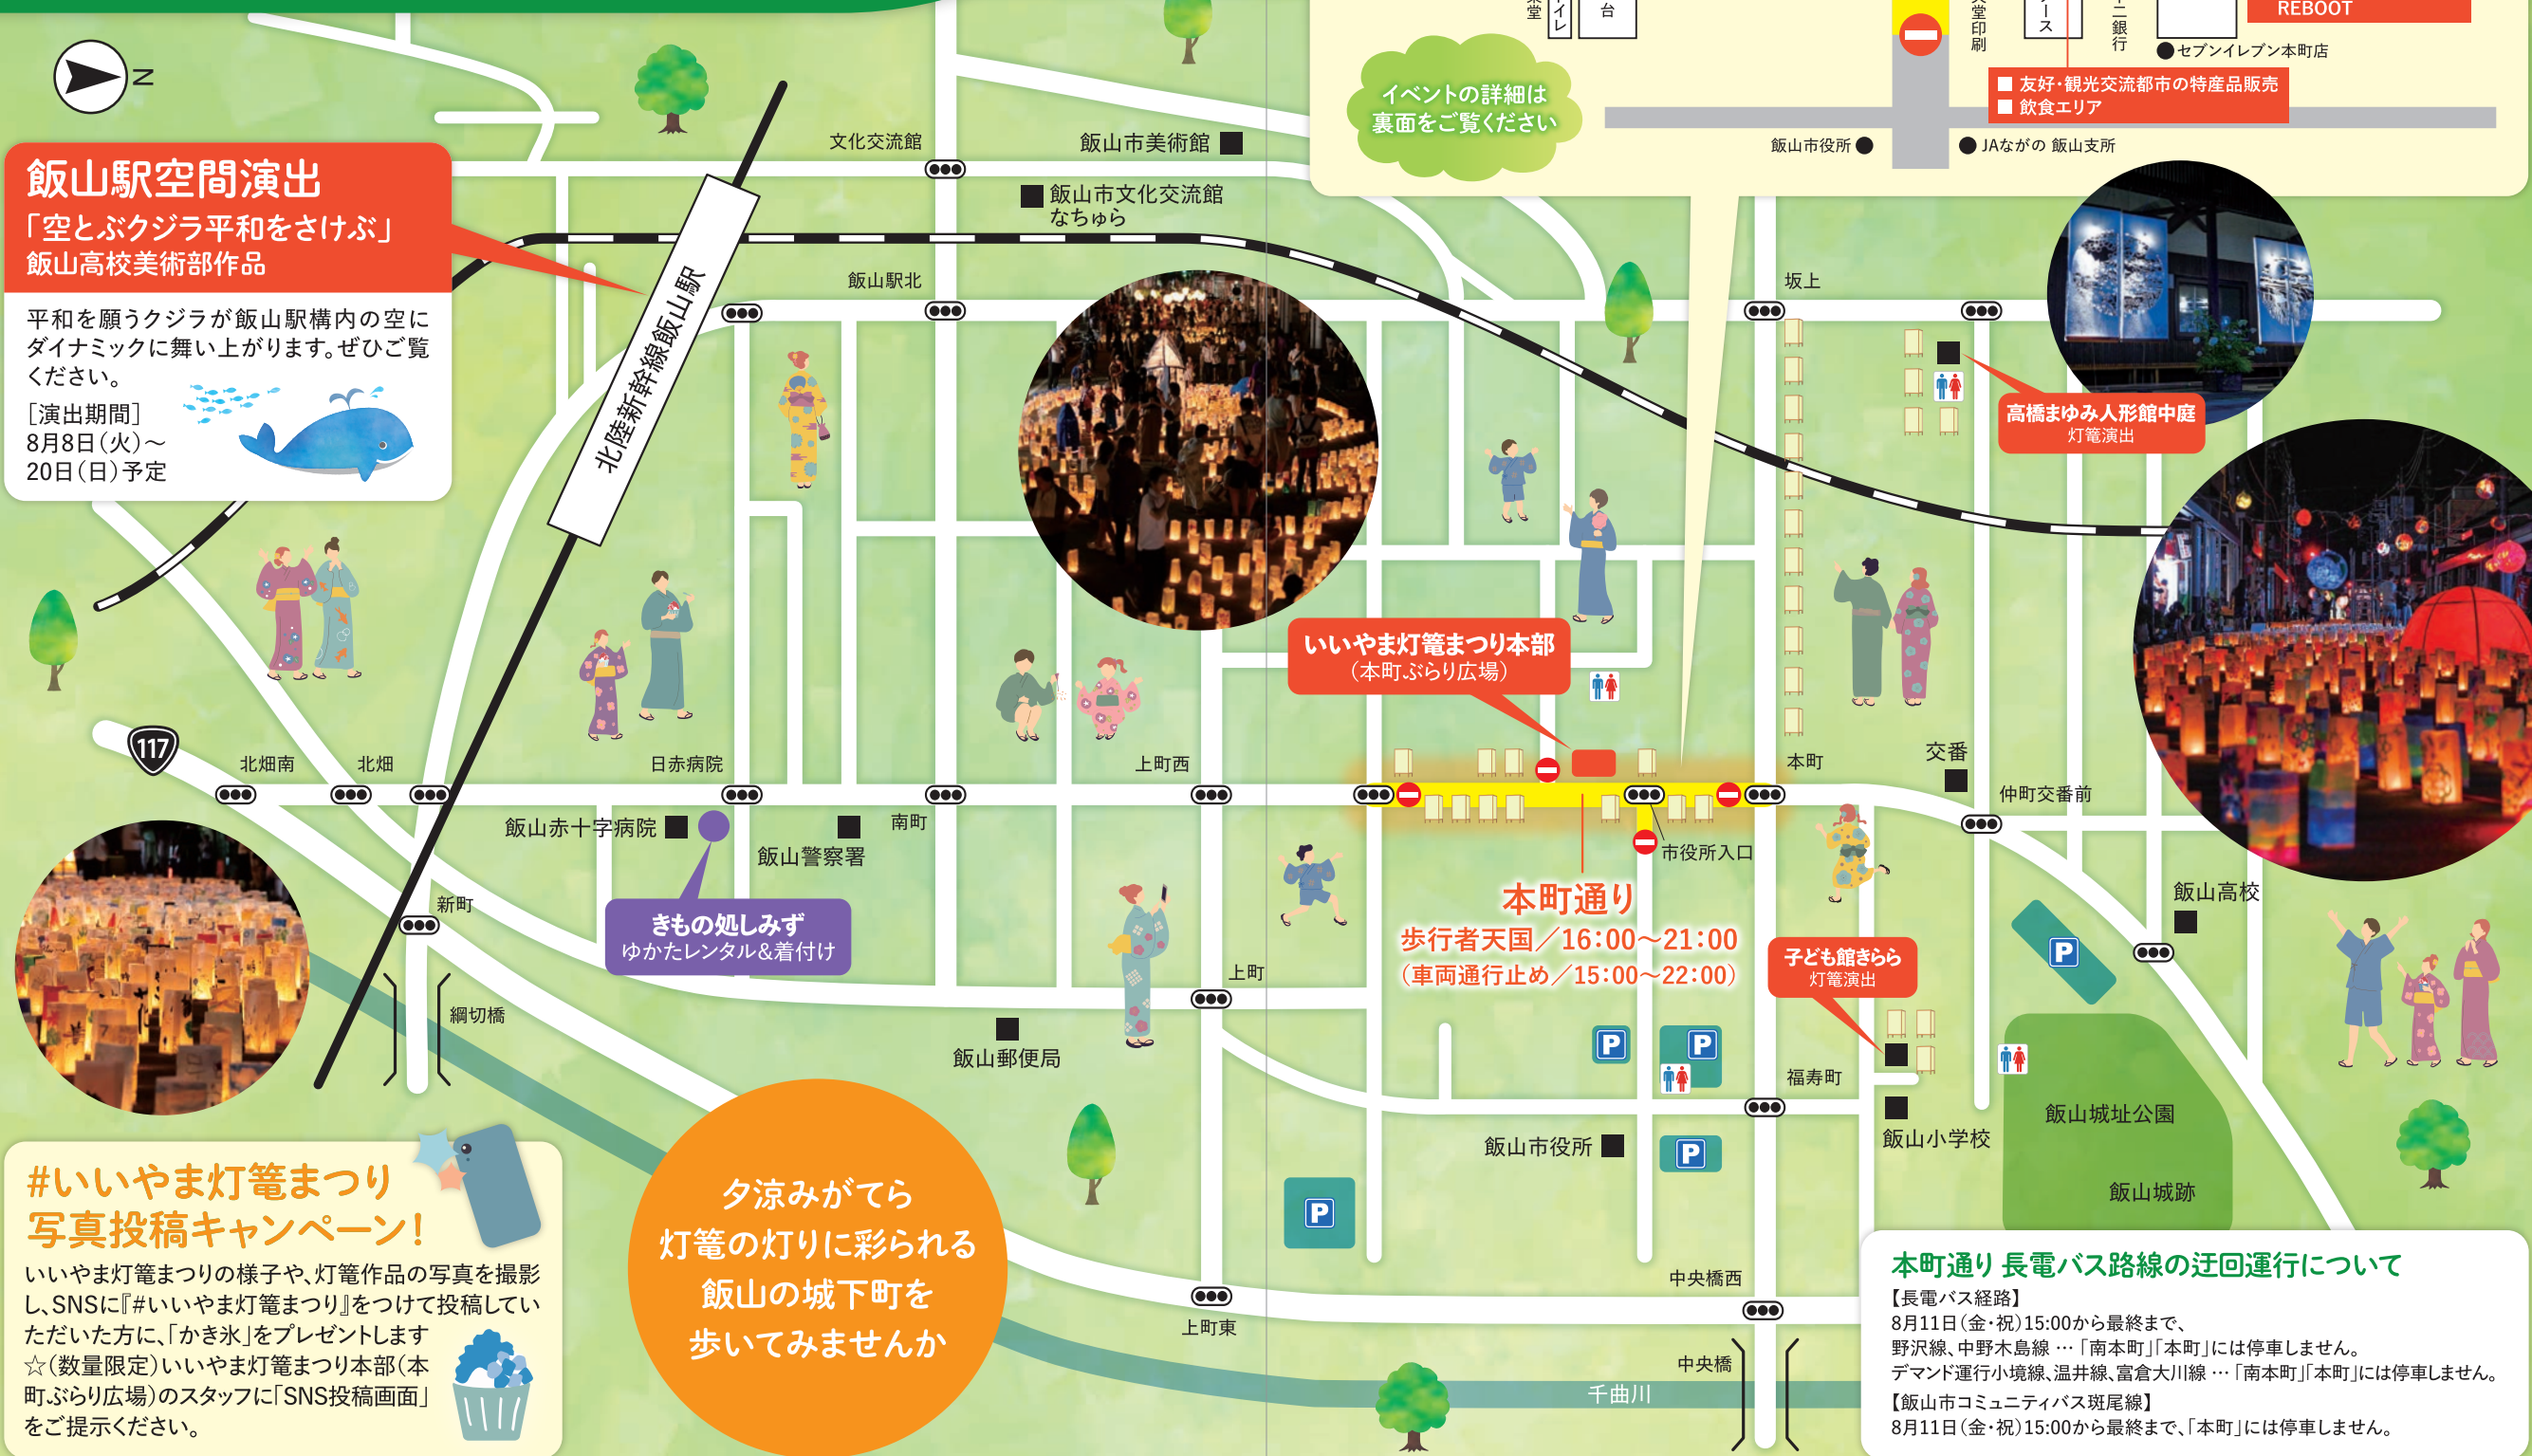 N
飯山駅空間演出
「空とぶクジラ平和をさけぶ」
飯山高校美術部作品
平和を願うクジラが飯山駅構内の空に
ダイナミックに舞い上がります。ぜひご覧
ください。
［演出期間］
8月8日（火）～
20日（日）予定
イレ
台
イベントの詳細は
裏面をご覧ください
堂印刷
ース
二銀行
REBOOT
セブンイレブン本町店
■ 友好・観光交流都市の特産品販売
■ 飲食エリア
飯山市役所
JAながの 飯山支所
文化交流館
飯山市美術館
飯山市文化交流館
なちゅら
飯山駅北
北陸新幹線飯山駅
坂上
高橋まゆみ人形館中庭
灯篭演出
いいやま灯篭まつり本部
（本町ぶらり広場）
117
北畑南
北畑
日赤病院
上町西
本町
交番
仲町交番前
飯山赤十字病院
飯山警察署
南町
市役所入口
きもの処しみず
ゆかたレンタル&着付け
新町
綱切橋
本町通り
歩行者天国／16：00～21：00
（車両通行止め／15：00～22：00）
飯山高校
P
子ども館きらら
灯篭演出
上町
飯山郵便局
P
P
福寿町
飯山市役所
P
飯山小学校
飯山城址公園
飯山城跡
P
#いいやま灯篭まつり
写真投稿キャンペーン！
いいやま灯篭まつりの様子や、灯篭作品の写真を撮影
し、SNSに『#いいやま灯篭まつり』をつけて投稿してい
ただいた方に、「かき氷」をプレゼントします
☆（数量限定）いいやま灯篭まつり本部（本
町ぶらり広場）のスタッフに「SNS投稿画面」
をご提示ください。
夕涼みがてら
灯篭の灯りに彩られる
飯山の城下町を
歩いてみませんか
上町東
中央橋西
中央橋
千曲川
本町通り 長電バス路線の迂回運行について
【長電バス経路】
8月11日（金・祝）15:00から最終まで、
野沢線、中野木島線 … 「南本町」「本町」には停車しません。
デマンド運行小境線、温井線、富倉大川線 … 「南本町」「本町」には停車しません。
【飯山市コミュニティバス斑尾線】
8月11日（金・祝）15:00から最終まで、「本町」には停車しません。